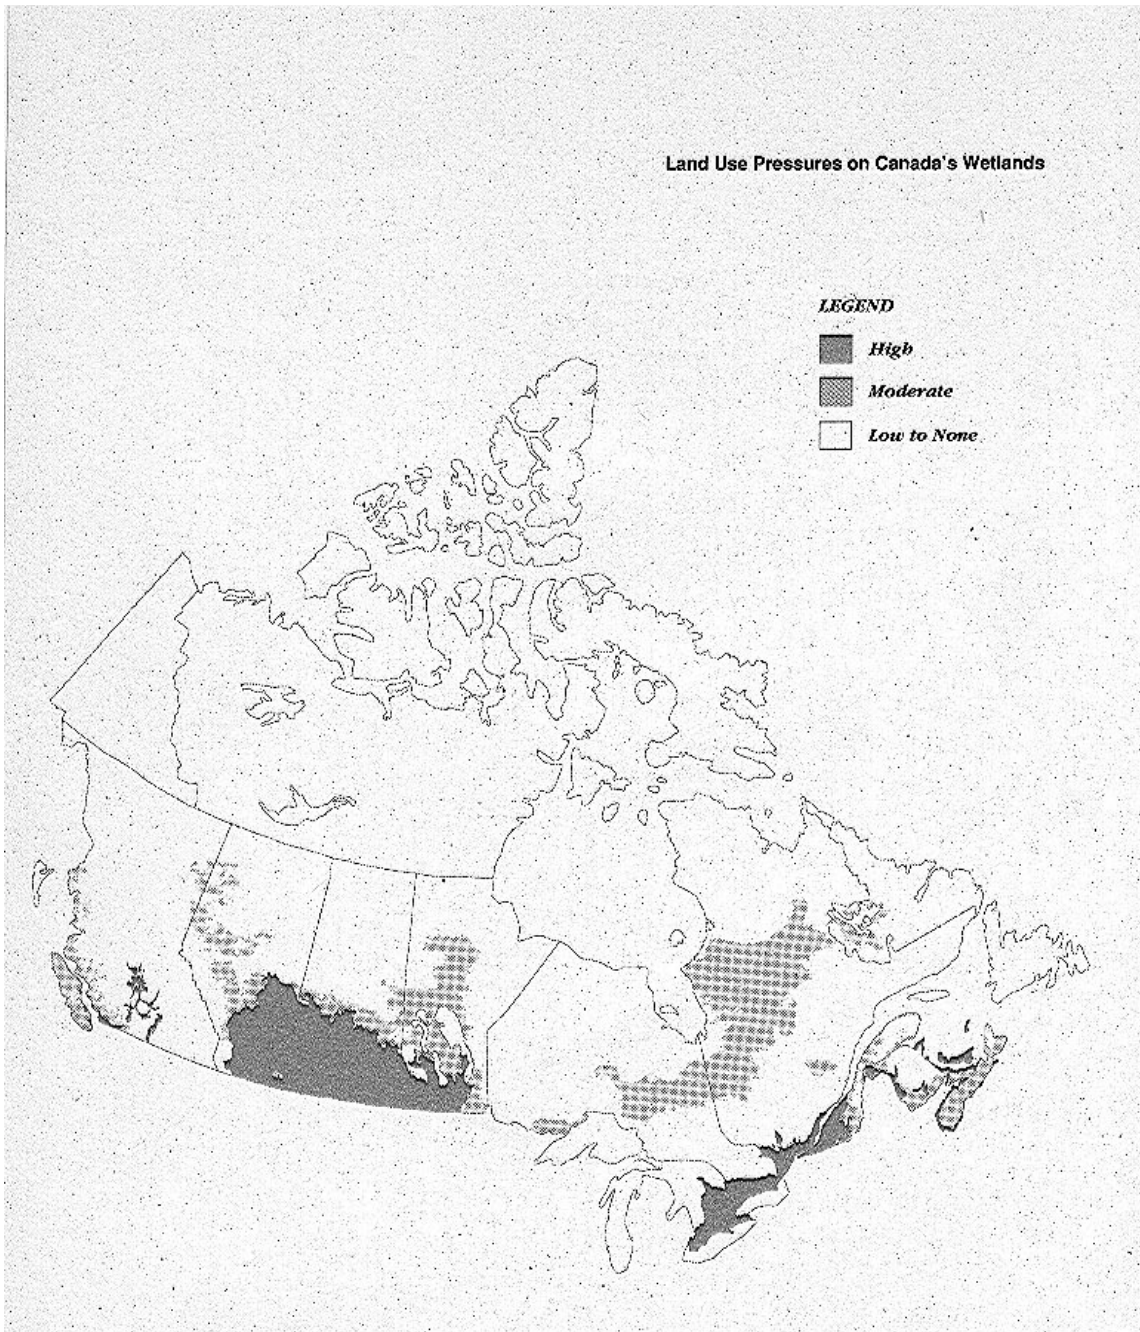 Land Use Pressures on Canada's Wetlands
LEGEND
High
Moderate
Low to None